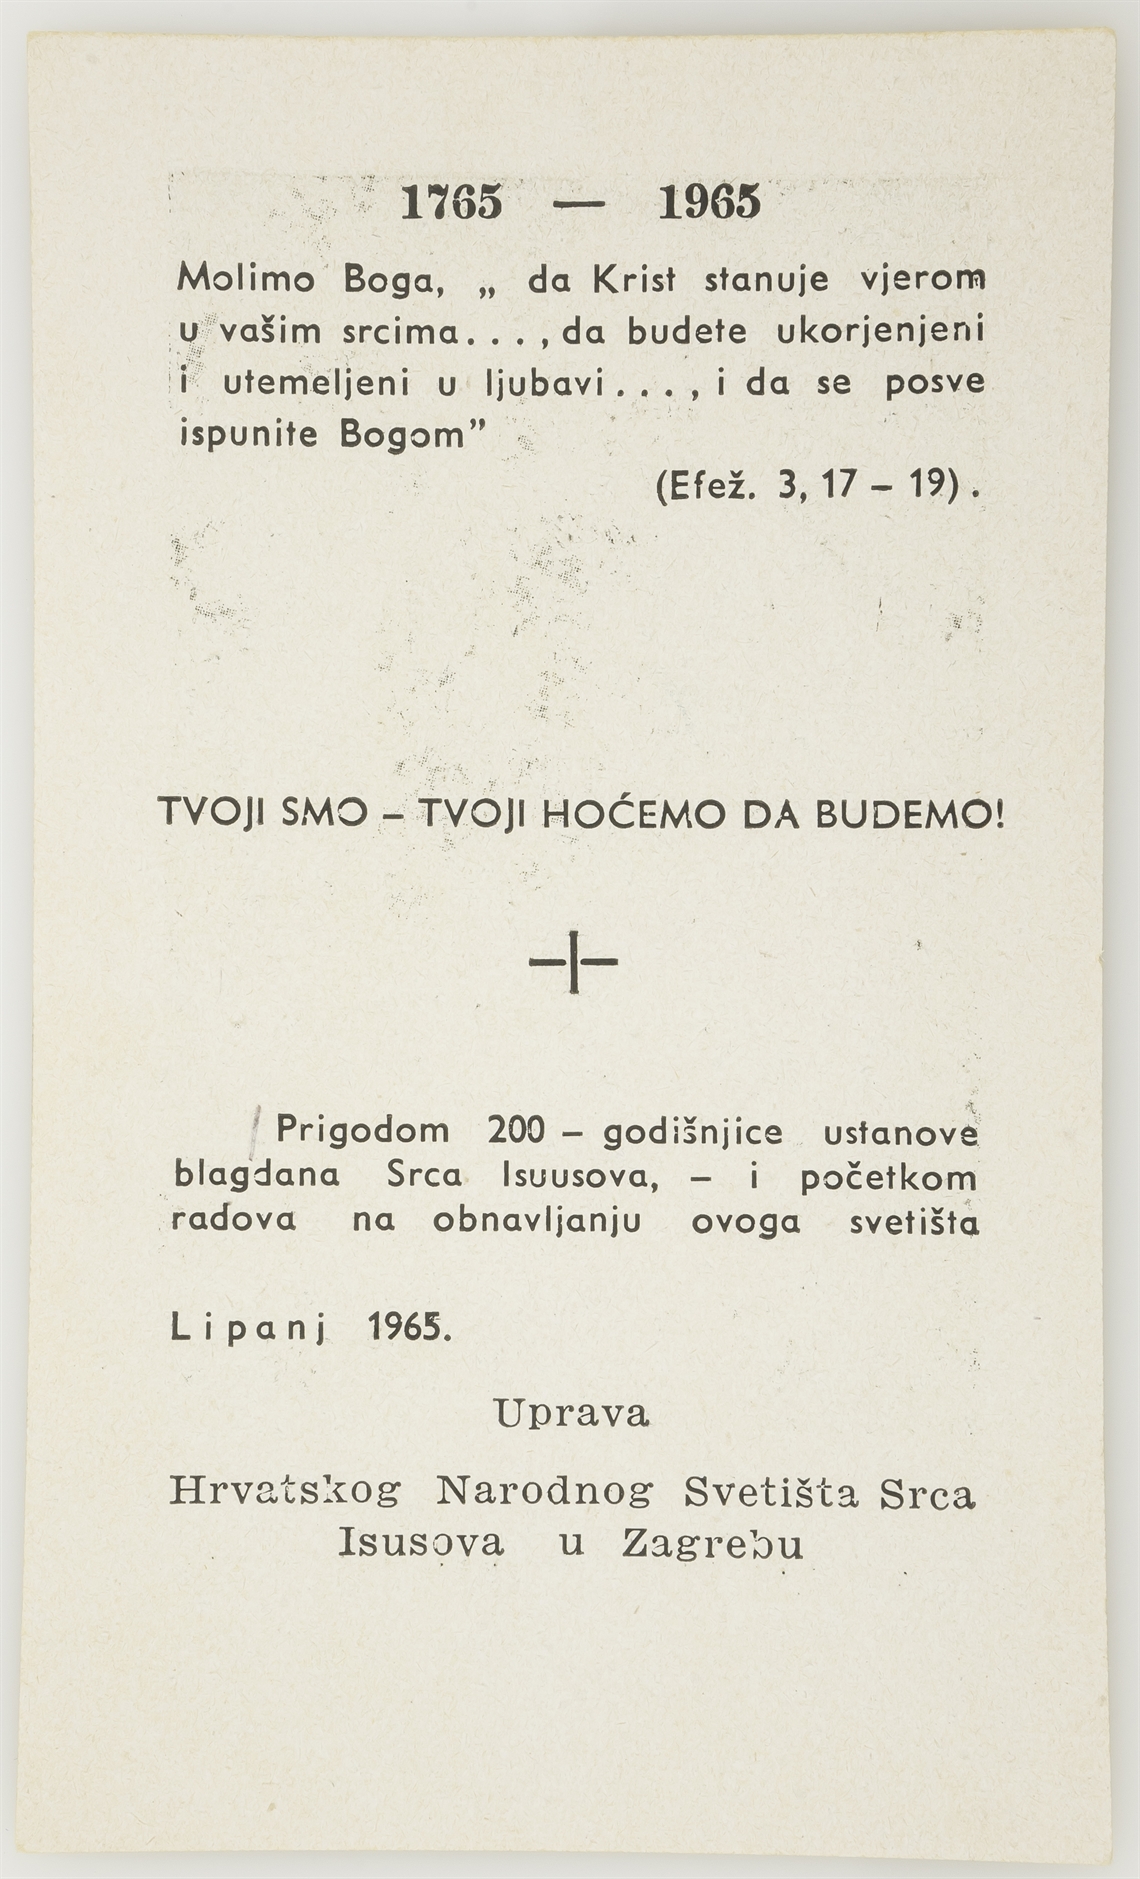 1765 — 1965
Molimo Boga, „ da Krist stanuje vjerom
u vašim srcima. . . , da budete ukorjenjeni
i utemeljeni u ljubavi . . . , i da se posve
ispunite Bogom”
(Efež. 3, 17 – 19) .
TVOJI SMO – TVOJI HOĆEMO DA BUDEMO!
Prigodom 200 – godišnjice ustanove
blagdana Srca Isuusova, – i početkom
radova na obnavljanju ovoga svetišta
Lipanj 1965.
Uprava
Hrvatskog Narodnog Svetišta Srca
Isusova u Zagrebu